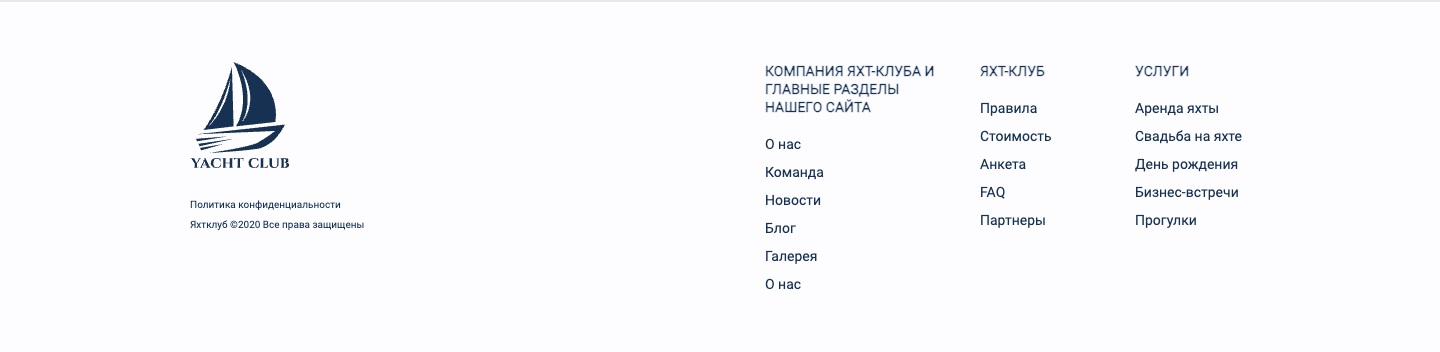 YACHT CLUB
Политика конфиденциальности
Яхтклуб ©2020 Все права защищены
КОМПАНИЯ ЯХТ-КЛУБА И
ГЛАВНЫЕ РАЗДЕЛЫ
НАШЕГО САЙТА
О нас
Команда
Новости
Блог
Галерея
О нас
ЯХТ-КЛУБ
Правила
Стоимость
Анкета
FAQ
Партнеры
УСЛУГИ
Аренда яхты
Свадьба на яхте
День рождения
Бизнес-встречи
Прогулки